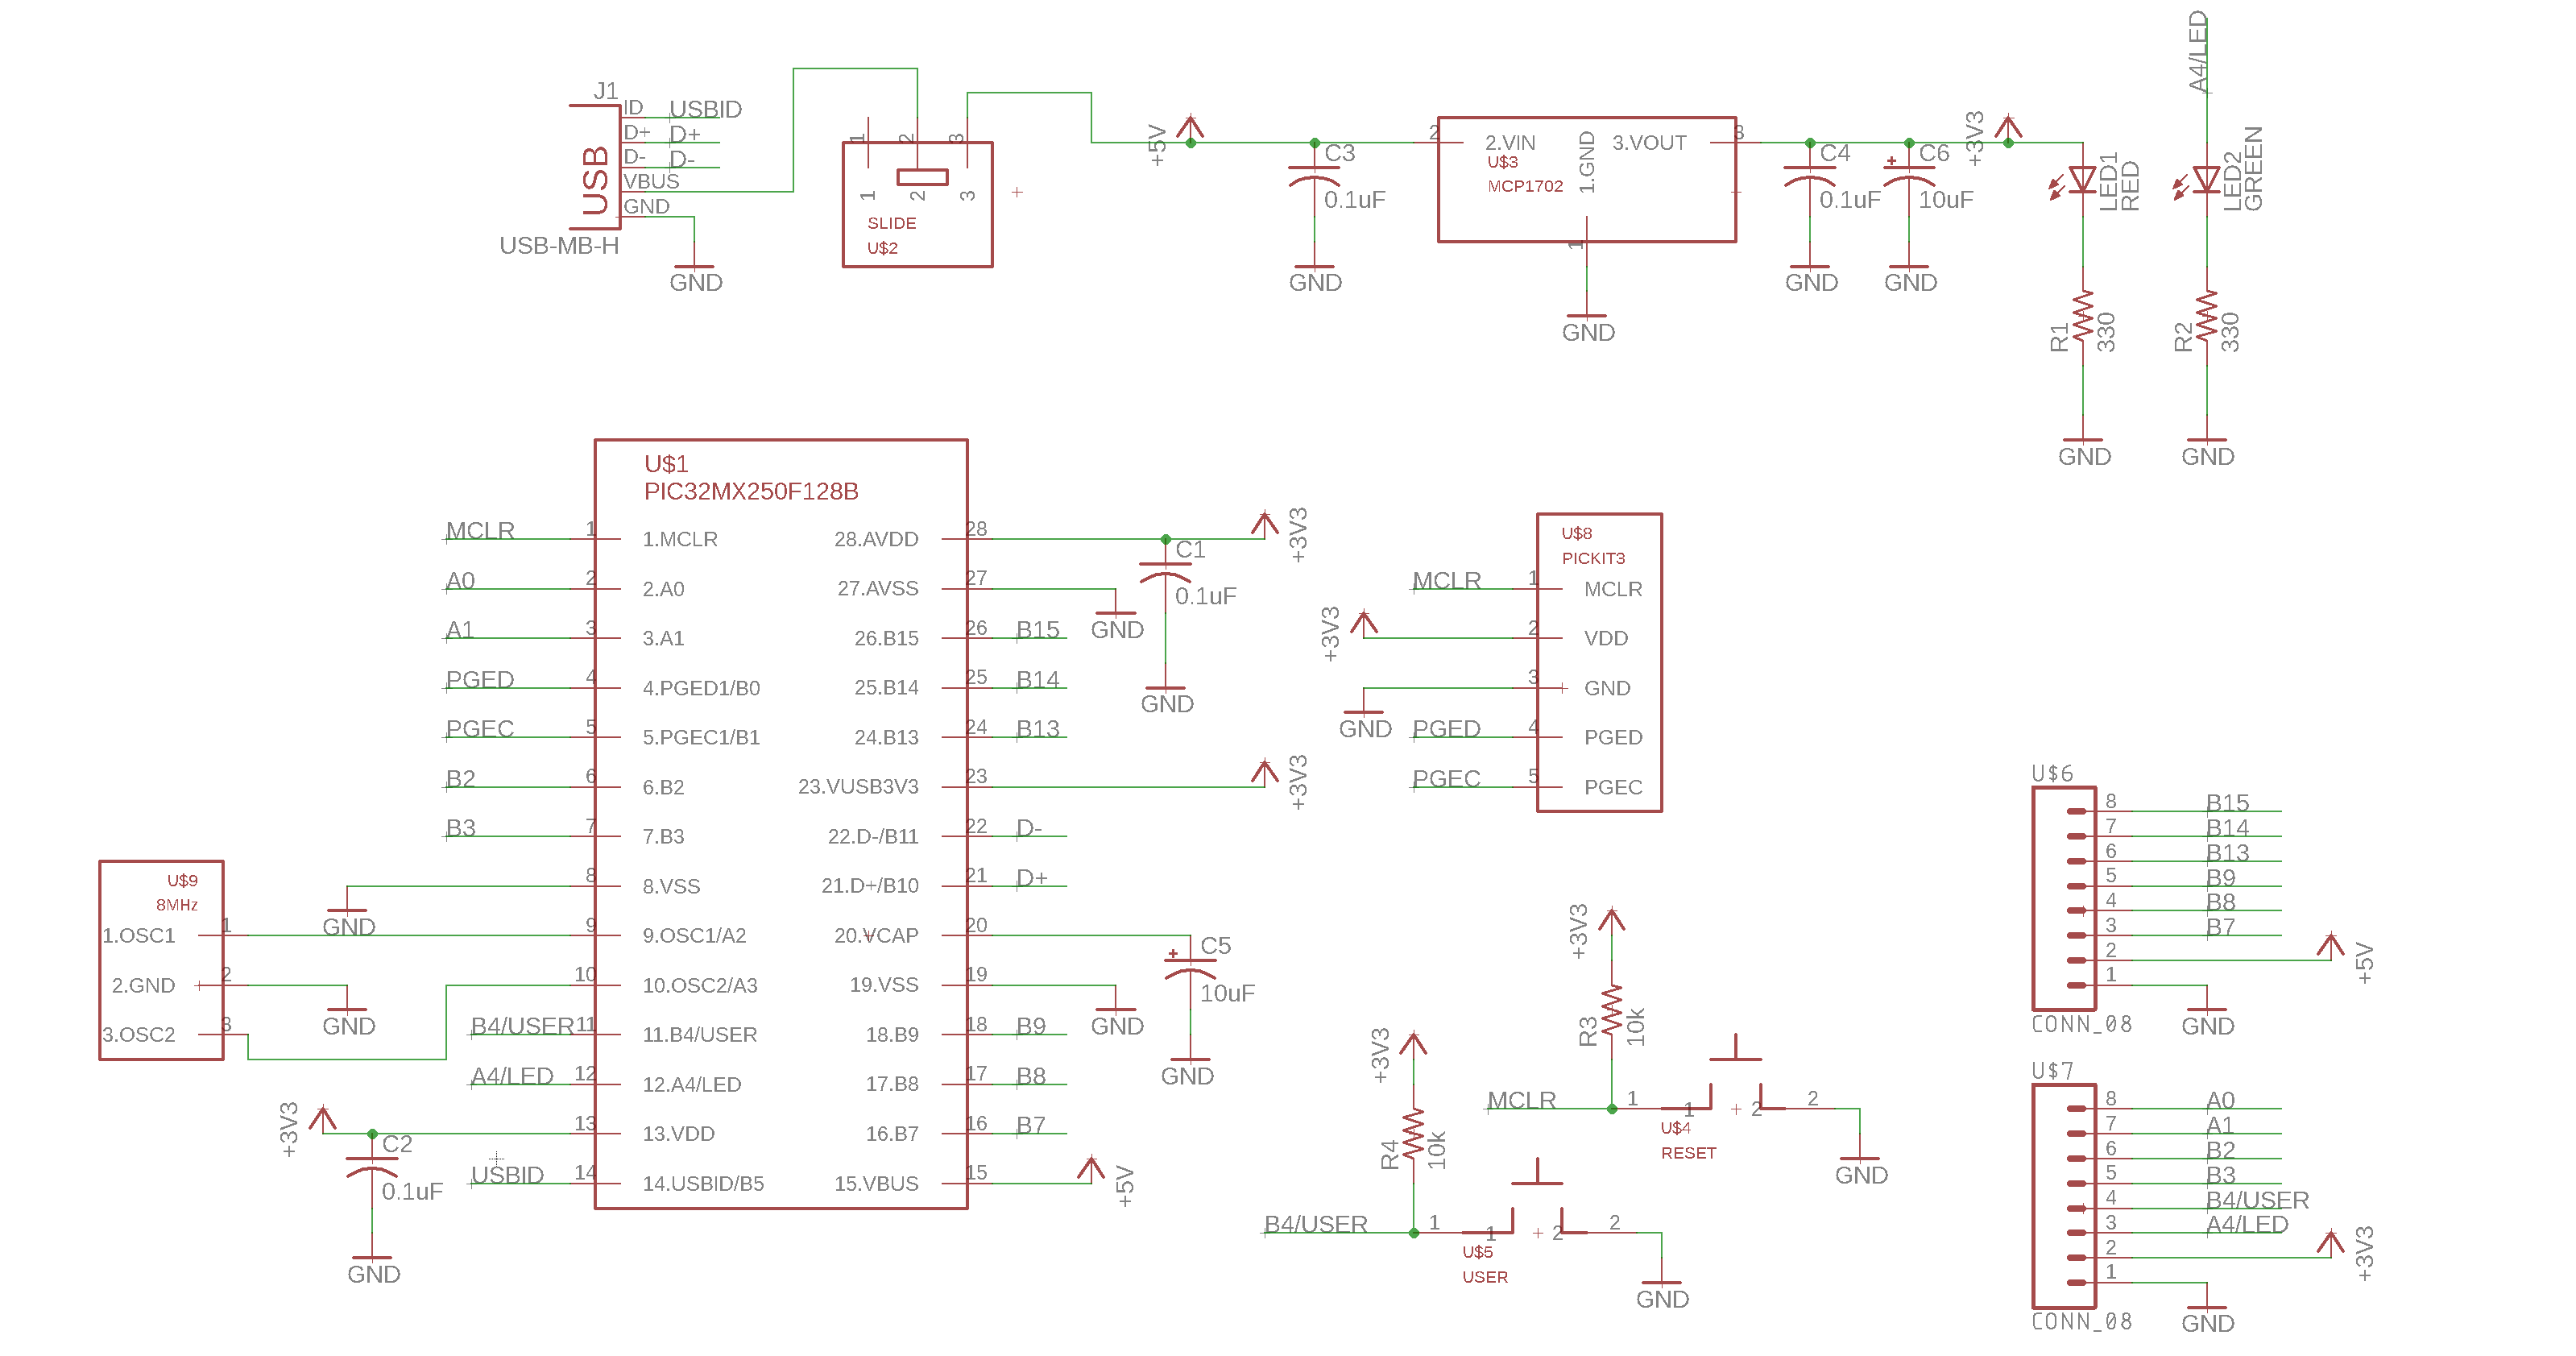 J1
ID
USBID
D+
D+
D-
D-
VBUS
GND
USB
USB-MB-H
GND
1
2
3
1
2
3
SLIDE
U$2
+5V
C3
0.1uF
GND
2
2.VIN
1.GND
3.VOUT
3
U$3
MCP1702
1
GND
C4
0.1uF
GND
C6
10uF
GND
+3V3
LED1
RED
R1
330
GND
A4/LED
LED2
GREEN
R2
330
GND
U$1
PIC32MX250F128B
MCLR 1 1.MCLR
A0 2 2.A0
A1 3 3.A1
PGED 4 4.PGED1/B0
PGEC 5 5.PGEC1/B1
B2 6 6.B2
B3 7 7.B3
8 8.VSS
GND
9 9.OSC1/A2
10 10.OSC2/A3
B4/USER 11 11.B4/USER
A4/LED 12 12.A4/LED
13 13.VDD
USBID 14 14.USBID/B5
28.AVDD 28
27.AVSS 27
26.B15 26 B15
25.B14 25 B14
24.B13 24 B13
23.VUSB3V3 23
22.D-/B11 22 D-
21.D+/B10 21 D+
20.VCAP 20
19.VSS 19
18.B9 18 B9
17.B8 17 B8
16.B7 16 B7
15.VBUS 15
+3V3
C1
0.1uF
GND
GND
+3V3
C5
10uF
GND
GND
+5V
U$9
8MHz
1.OSC1 1
2.GND 2
3.OSC2 3
GND
+3V3
C2
0.1uF
GND
U$8
PICKIT3
MCLR 1 MCLR
+3V3
2 VDD
3 GND
GND
PGED 4 PGED
PGEC 5 PGEC
+3V3
R3
10k
MCLR
1
1
2
2
U$4
RESET
GND
+3V3
R4
10k
B4/USER
1
1
2
2
U$5
USER
GND
U$6
8 B15
7 B14
6 B13
5 B9
4 B8
3 B7
2
+5V
1
GND
CONN_08
U$7
8 A0
7 A1
6 B2
5 B3
4 B4/USER
3 A4/LED
2
+3V3
1
GND
CONN_08